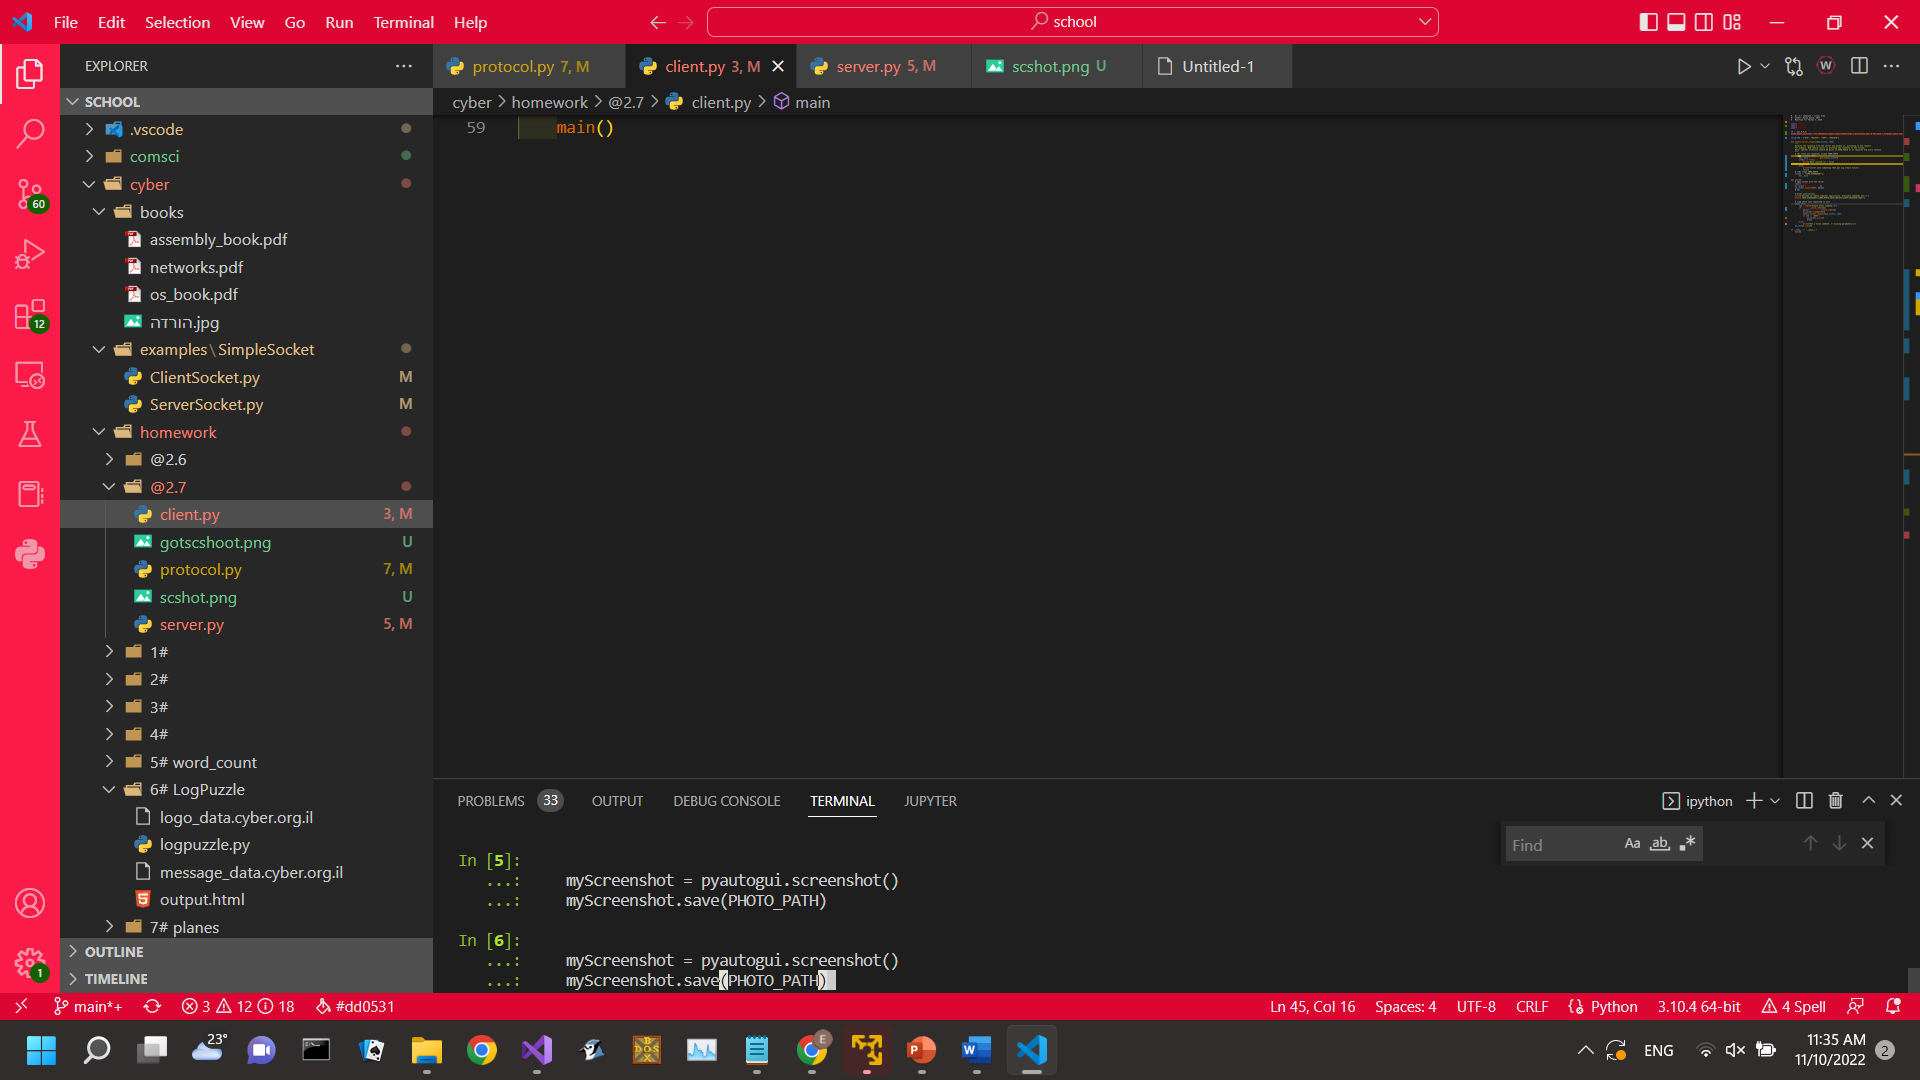 File Edit Selection View Go Run Terminal Help
school
EXPLORER
protocol.py 7, M
client.py 3, M
server.py 5, M
scshot.png U
Untitled-1
SCHOOL
cyber > homework > @2.7 > client.py > main
.vscode
comsci
cyber
books
assembly_book.pdf
networks.pdf
os_book.pdf
הורדה.jpg
examples\SimpleSocket
ClientSocket.py M
ServerSocket.py M
homework
@2.6
@2.7
client.py 3, M
gotscshoot.png U
protocol.py 7, M
scshot.png U
server.py 5, M
1#
2#
3#
4#
5# word_count
6# LogPuzzle
logo_data.cyber.org.il
logpuzzle.py
message_data.cyber.org.il
output.html
7# planes
OUTLINE
TIMELINE
60
12
1
59 main()
PROBLEMS 33 OUTPUT DEBUG CONSOLE TERMINAL JUPYTER
ipython
Find Aa ab
In [5]:
...: myScreenshot = pyautogui.screenshot()
...: myScreenshot.save(PHOTO_PATH)
In [6]:
...: myScreenshot = pyautogui.screenshot()
...: myScreenshot.save(PHOTO_PATH)
main*+ 3 12 18 #dd0531
Ln 45, Col 16 Spaces: 4 UTF-8 CRLF Python 3.10.4 64-bit 4 Spell
23°
ENG
11:35 AM
11/10/2022
2